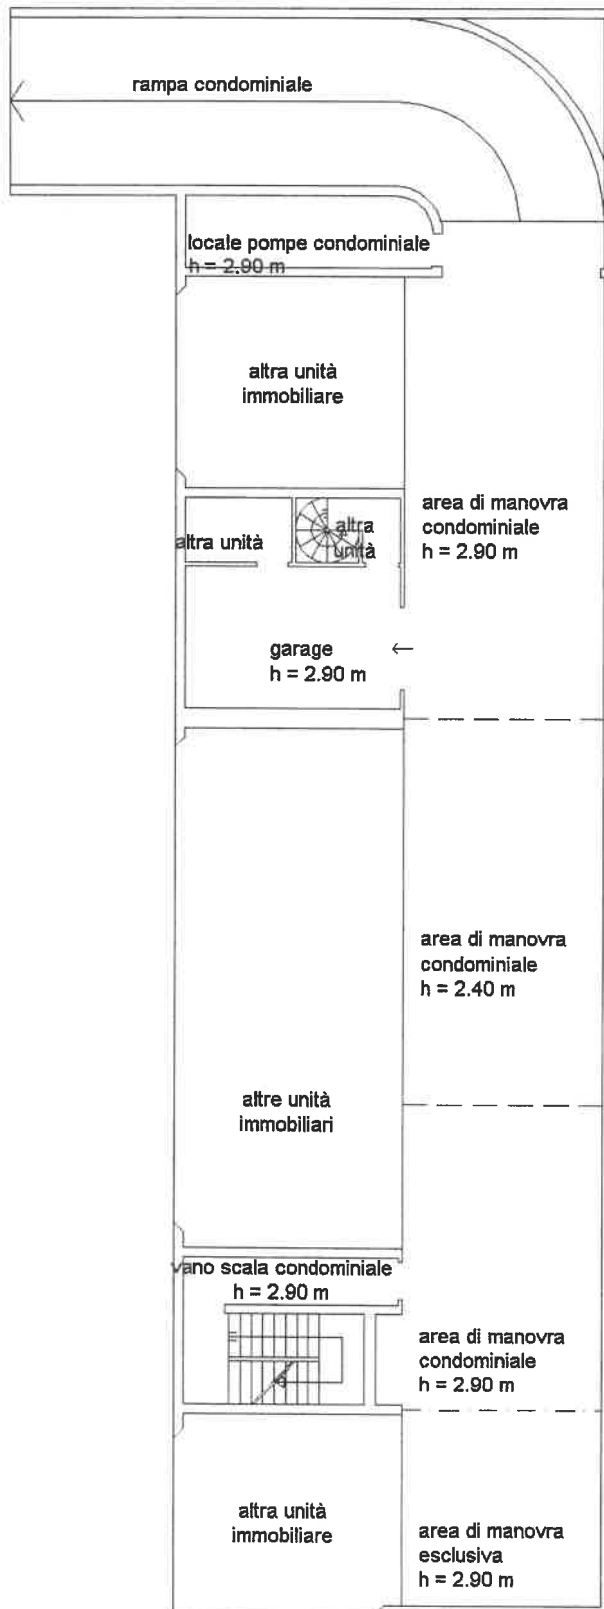 rampa condominiale
locale pompe condominiale
h = 2.90 m
altra unità
immobiliare
area di manovra
condominiale
h = 2.90 m
altra unità
altra
unità
garage
h = 2.90 m
area di manovra
condominiale
h = 2.40 m
altre unità
immobiliari
vano scala condominiale
h = 2.90 m
area di manovra
condominiale
h = 2.90 m
altra unità
immobiliare
area di manovra
esclusiva
h = 2.90 m